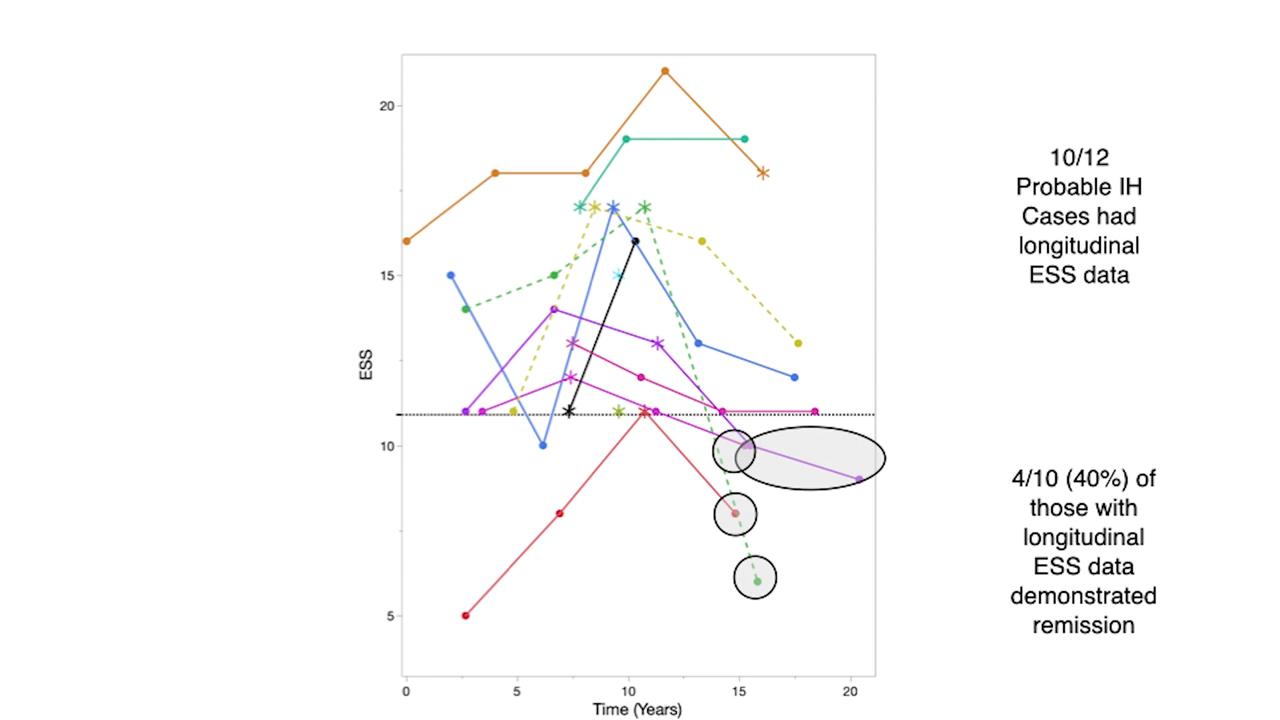 20
15
10
5
ESS
0
5
10
15
20
Time (Years)
10/12
Probable IH
Cases had
longitudinal
ESS data
4/10 (40%) of
those with
longitudinal
ESS data
demonstrated
remission